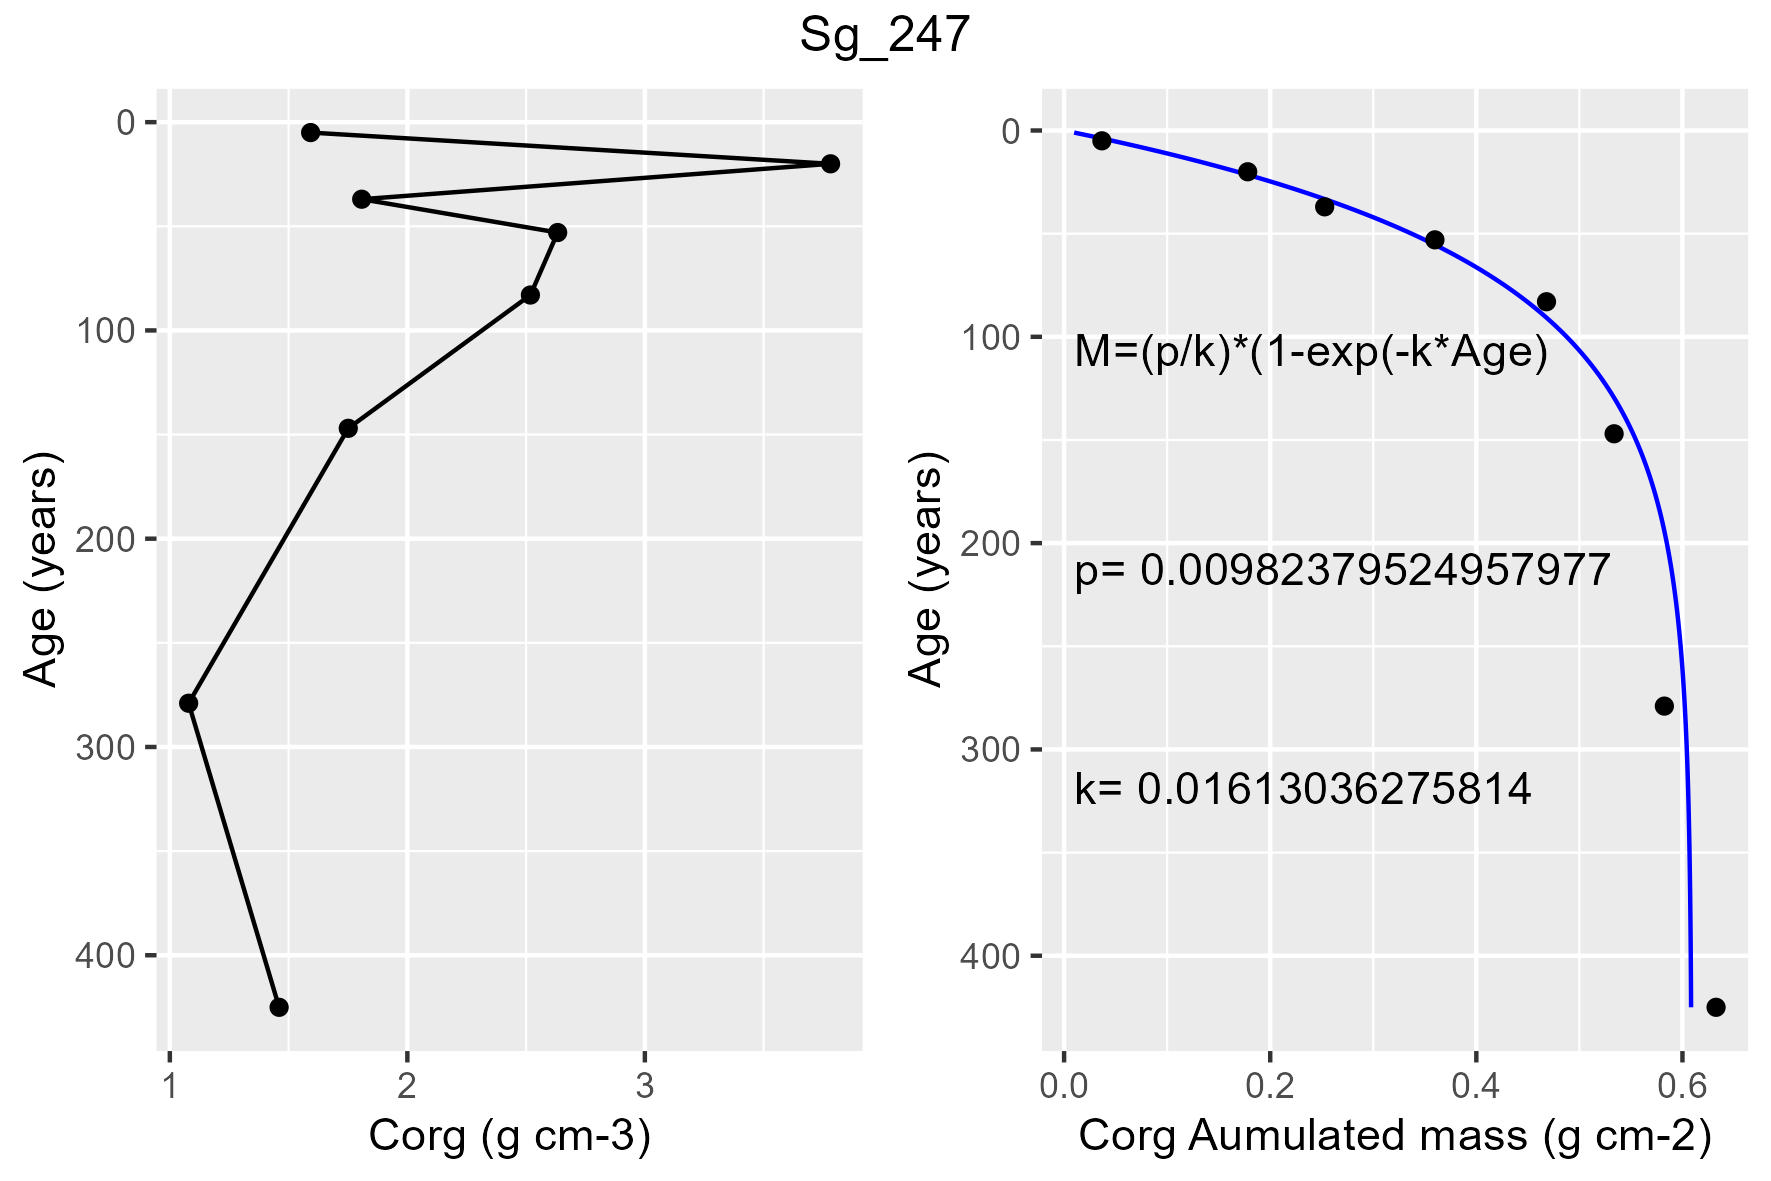 Sg_247
0
100
200
300
400
Age (years)
1
2
3
Corg (g cm-3)
0
100
200
300
400
Age (years)
M=(p/k)*(1-exp(-k*Age)
p= 0.00982379524957977
k= 0.01613036275814
0.0
0.2
0.4
0.6
Corg Aumulated mass (g cm-2)